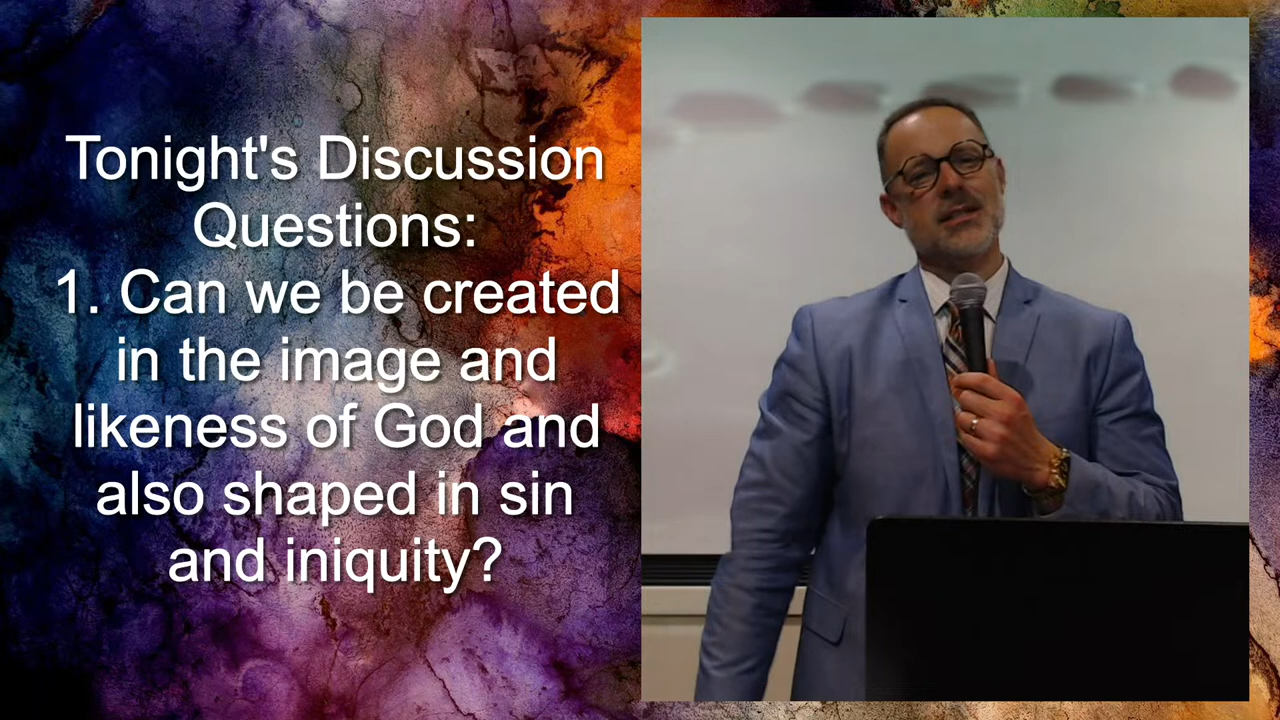 Tonight's Discussion
Questions:
1. Can we be created
in the image and
likeness of God and
also shaped in sin
and iniquity?